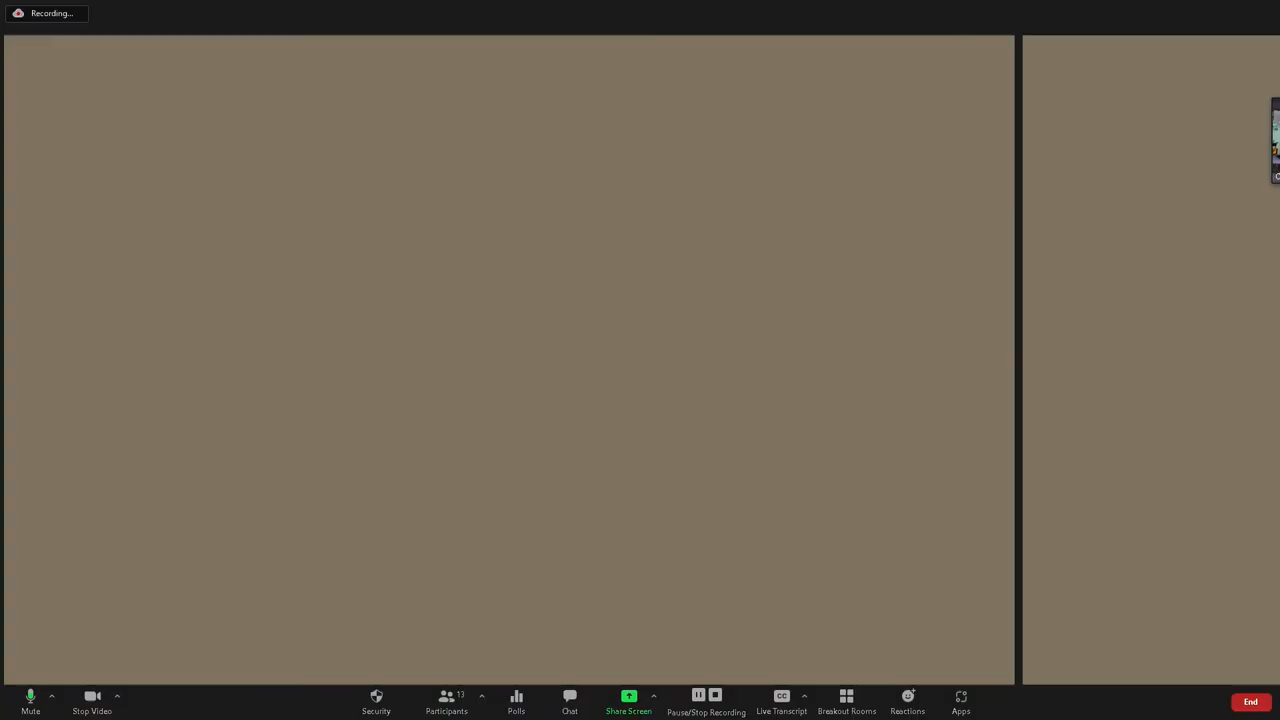 Recording...
13
Mute
Stop Video
Security
Participants
Polls
Chat
Share Screen
Pause/Stop Recording
CC
Live Transcript
Breakout Rooms
Reactions
Apps
End